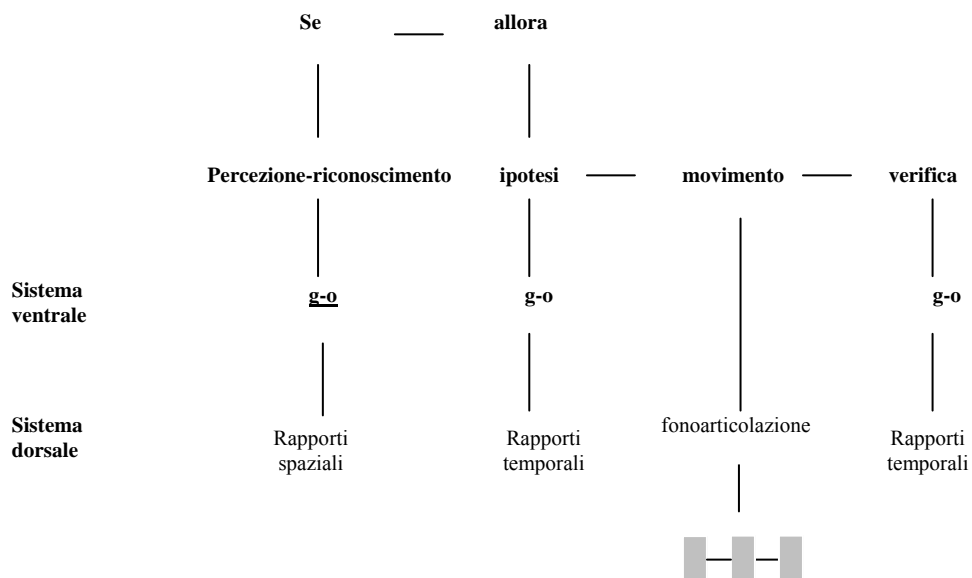 Se allora
Percezione-riconoscimento ipotesi movimento verifica
Sistema
ventrale
g-o g-o g-o
Sistema
dorsale
Rapporti
spaziali
Rapporti
temporali
fonoarticolazione
Rapporti
temporali